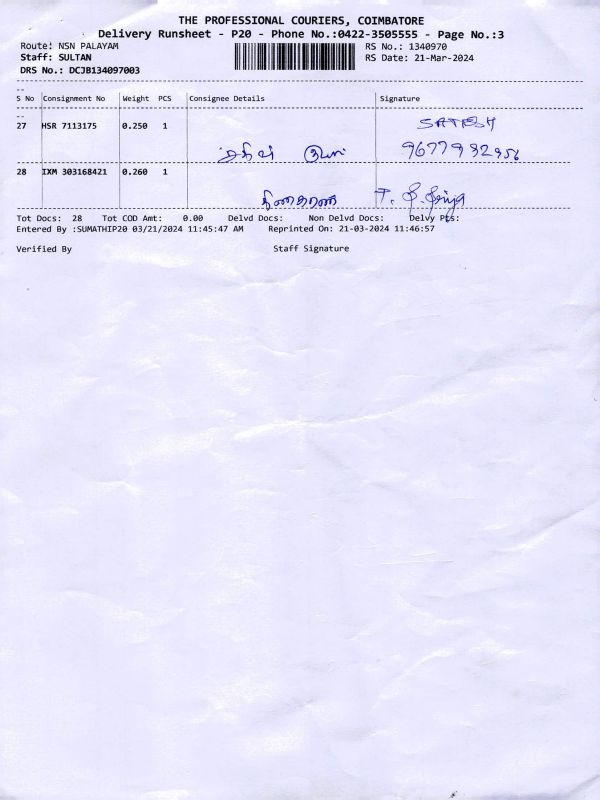 THE PROFESSIONAL COURIERS, COIMBATORE
Delivery Runsheet - P20 - Phone No.:0422-3505555 - Page No.:3
Route: NSN PALAYAM RS No.: 1340970
Staff: SULTAN RS Date: 21-Mar-2024
DRS No.: DCJB134097003
S No Consignment No Weight PCS Consignee Details Signature
27 HSR 7113175 0.250 1 SATESH
28 IXM 303168421 0.260 1
Tot Docs: 28 Tot COD Amt: 0.00 Delvd Docs: Non Delvd Docs: Delvy Pts:
Entered By :SUMATHIP20 03/21/2024 11:45:47 AM Reprinted On: 21-03-2024 11:46:57
Verified By Staff Signature